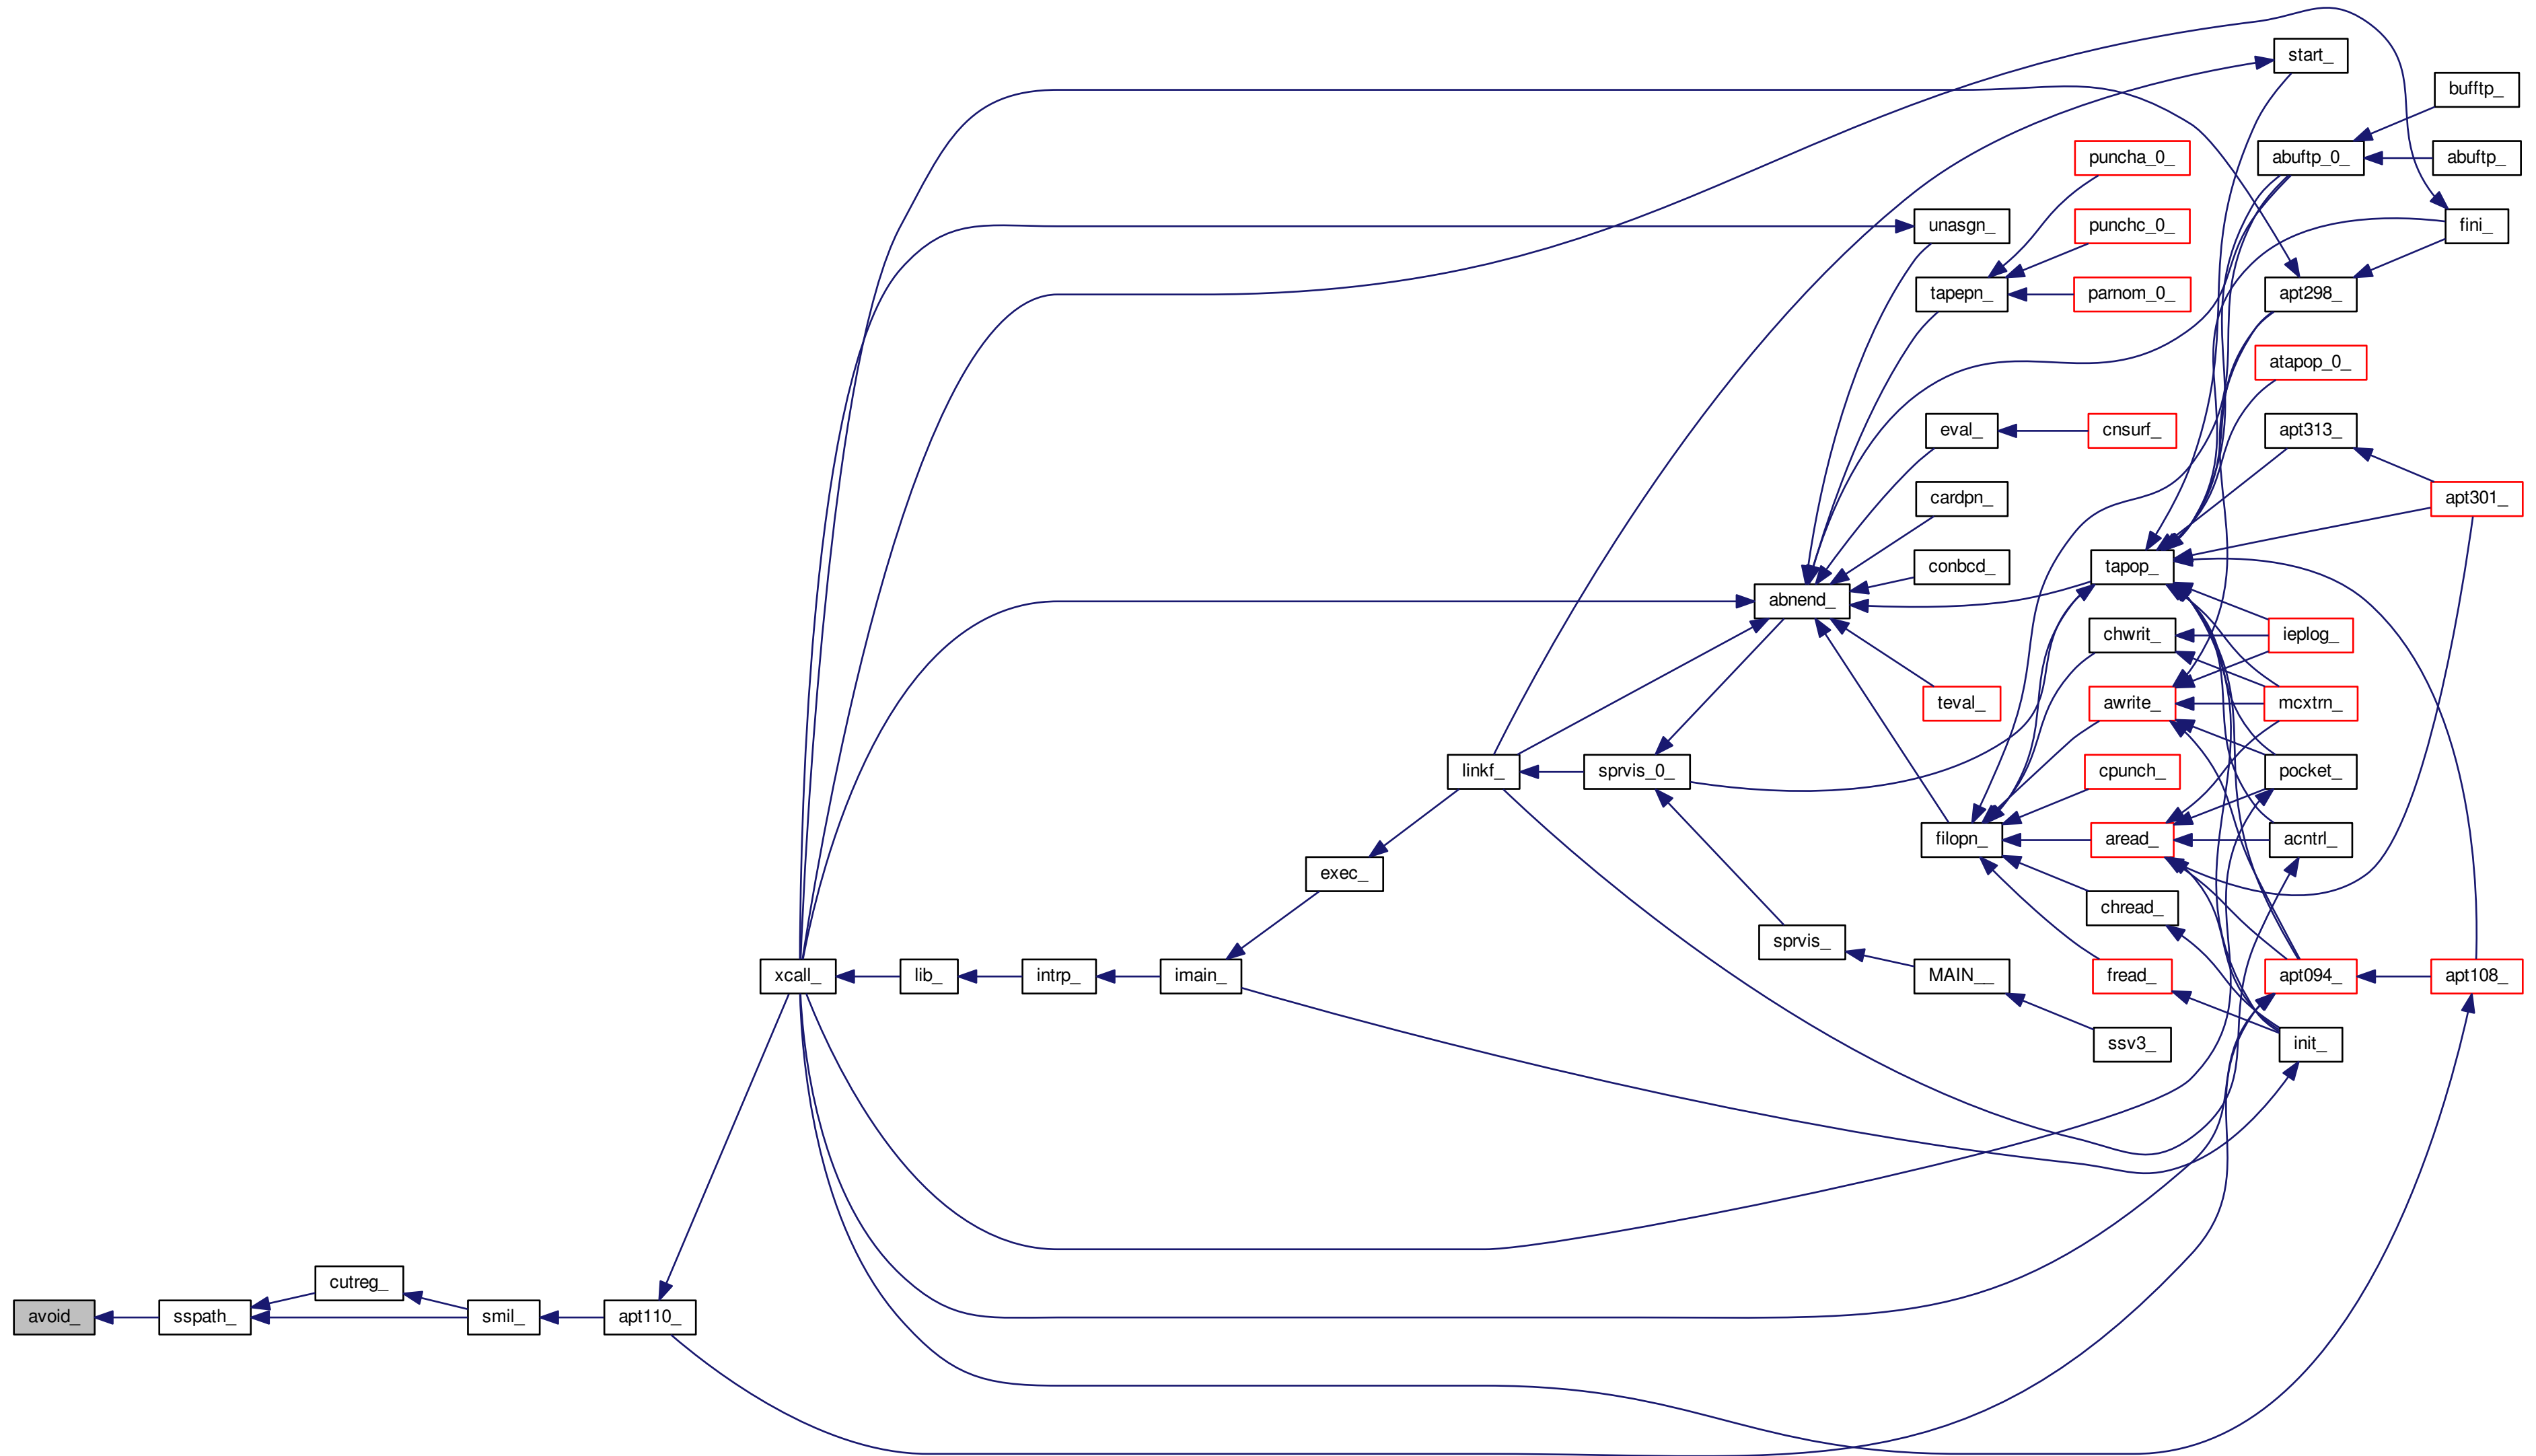 start_
bufftp_
abuftp_0_
abuftp_
puncha_0_
unasgn_
punchc_0_
fini_
tapepn_
parnom_0_
apt298_
atapop_0_
eval_
cnsurf_
apt313_
cardpn_
apt301_
conbcd_
tapop_
abnend_
chwrit_
ieplog_
teval_
awrite_
mcxtrn_
linkf_
sprvis_0_
cpunch_
pocket_
filopn_
aread_
acntrl_
exec_
chread_
sprvis_
xcall_
lib_
intrp_
imain_
MAIN__
fread_
apt094_
apt108_
ssv3_
init_
cutreg_
avoid_
sspath_
smil_
apt110_